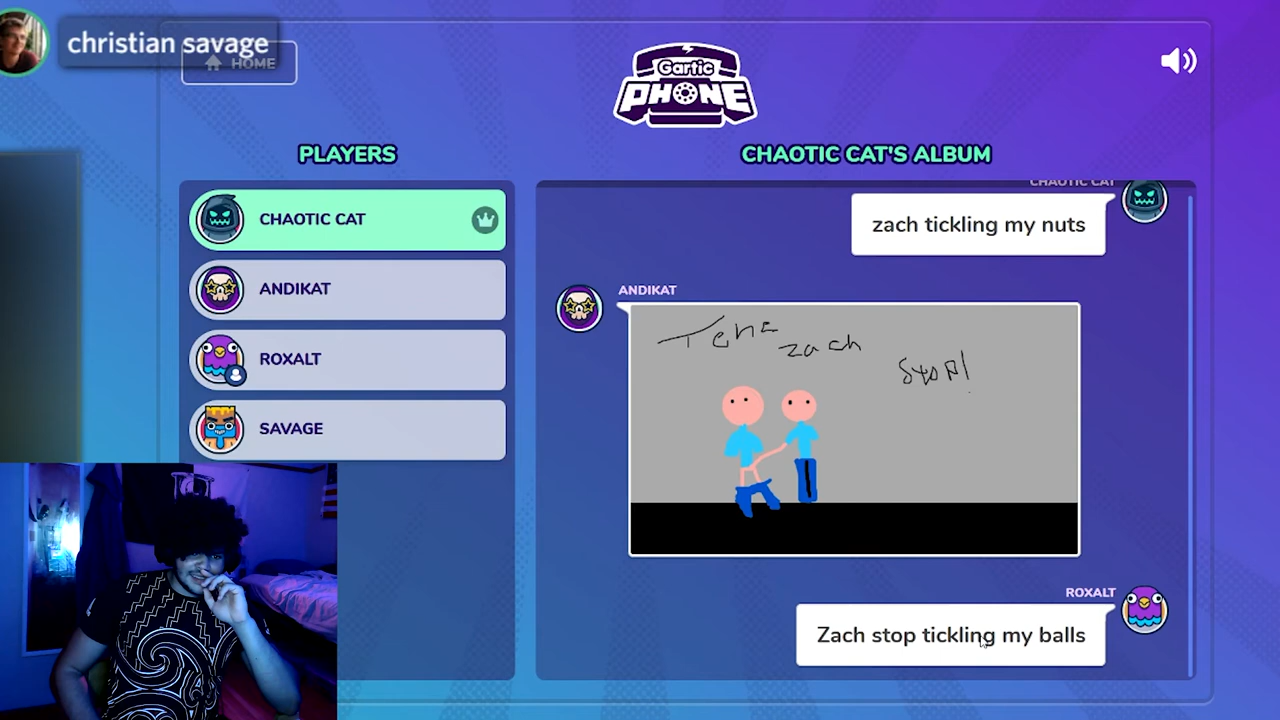 christian savage
HOME
Gartic
PHONE
PLAYERS
CHAOTIC CAT'S ALBUM
CHAOTIC CAT
ANDIKAT
ROXALT
SAVAGE
CHAOTIC CAT
zach tickling my nuts
ANDIKAT
zach
STOP!
ROXALT
Zach stop tickling my balls